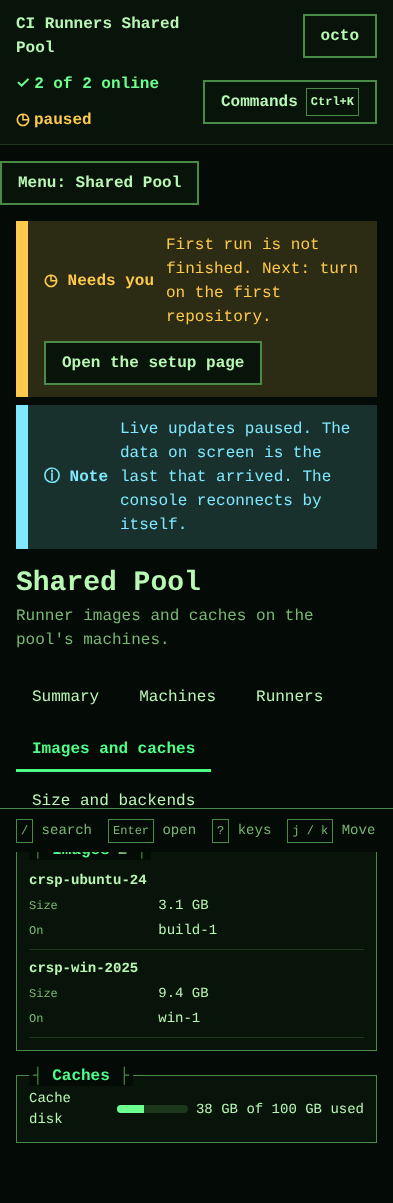 CI Runners Shared
Pool
octo
2 of 2 online
paused
Commands Ctrl+K
Menu: Shared Pool
Needs you
First run is not
finished. Next: turn
on the first
repository.
Open the setup page
Note
Live updates paused. The
data on screen is the
last that arrived. The
console reconnects by
itself.
Shared Pool
Runner images and caches on the
pool's machines.
Summary Machines Runners
Images and caches
Size and backends
/ search Enter open ? keys j / k Move
Images 2
crsp-ubuntu-24
Size 3.1 GB
On build-1
crsp-win-2025
Size 9.4 GB
On win-1
Caches
Cache
disk
38 GB of 100 GB used